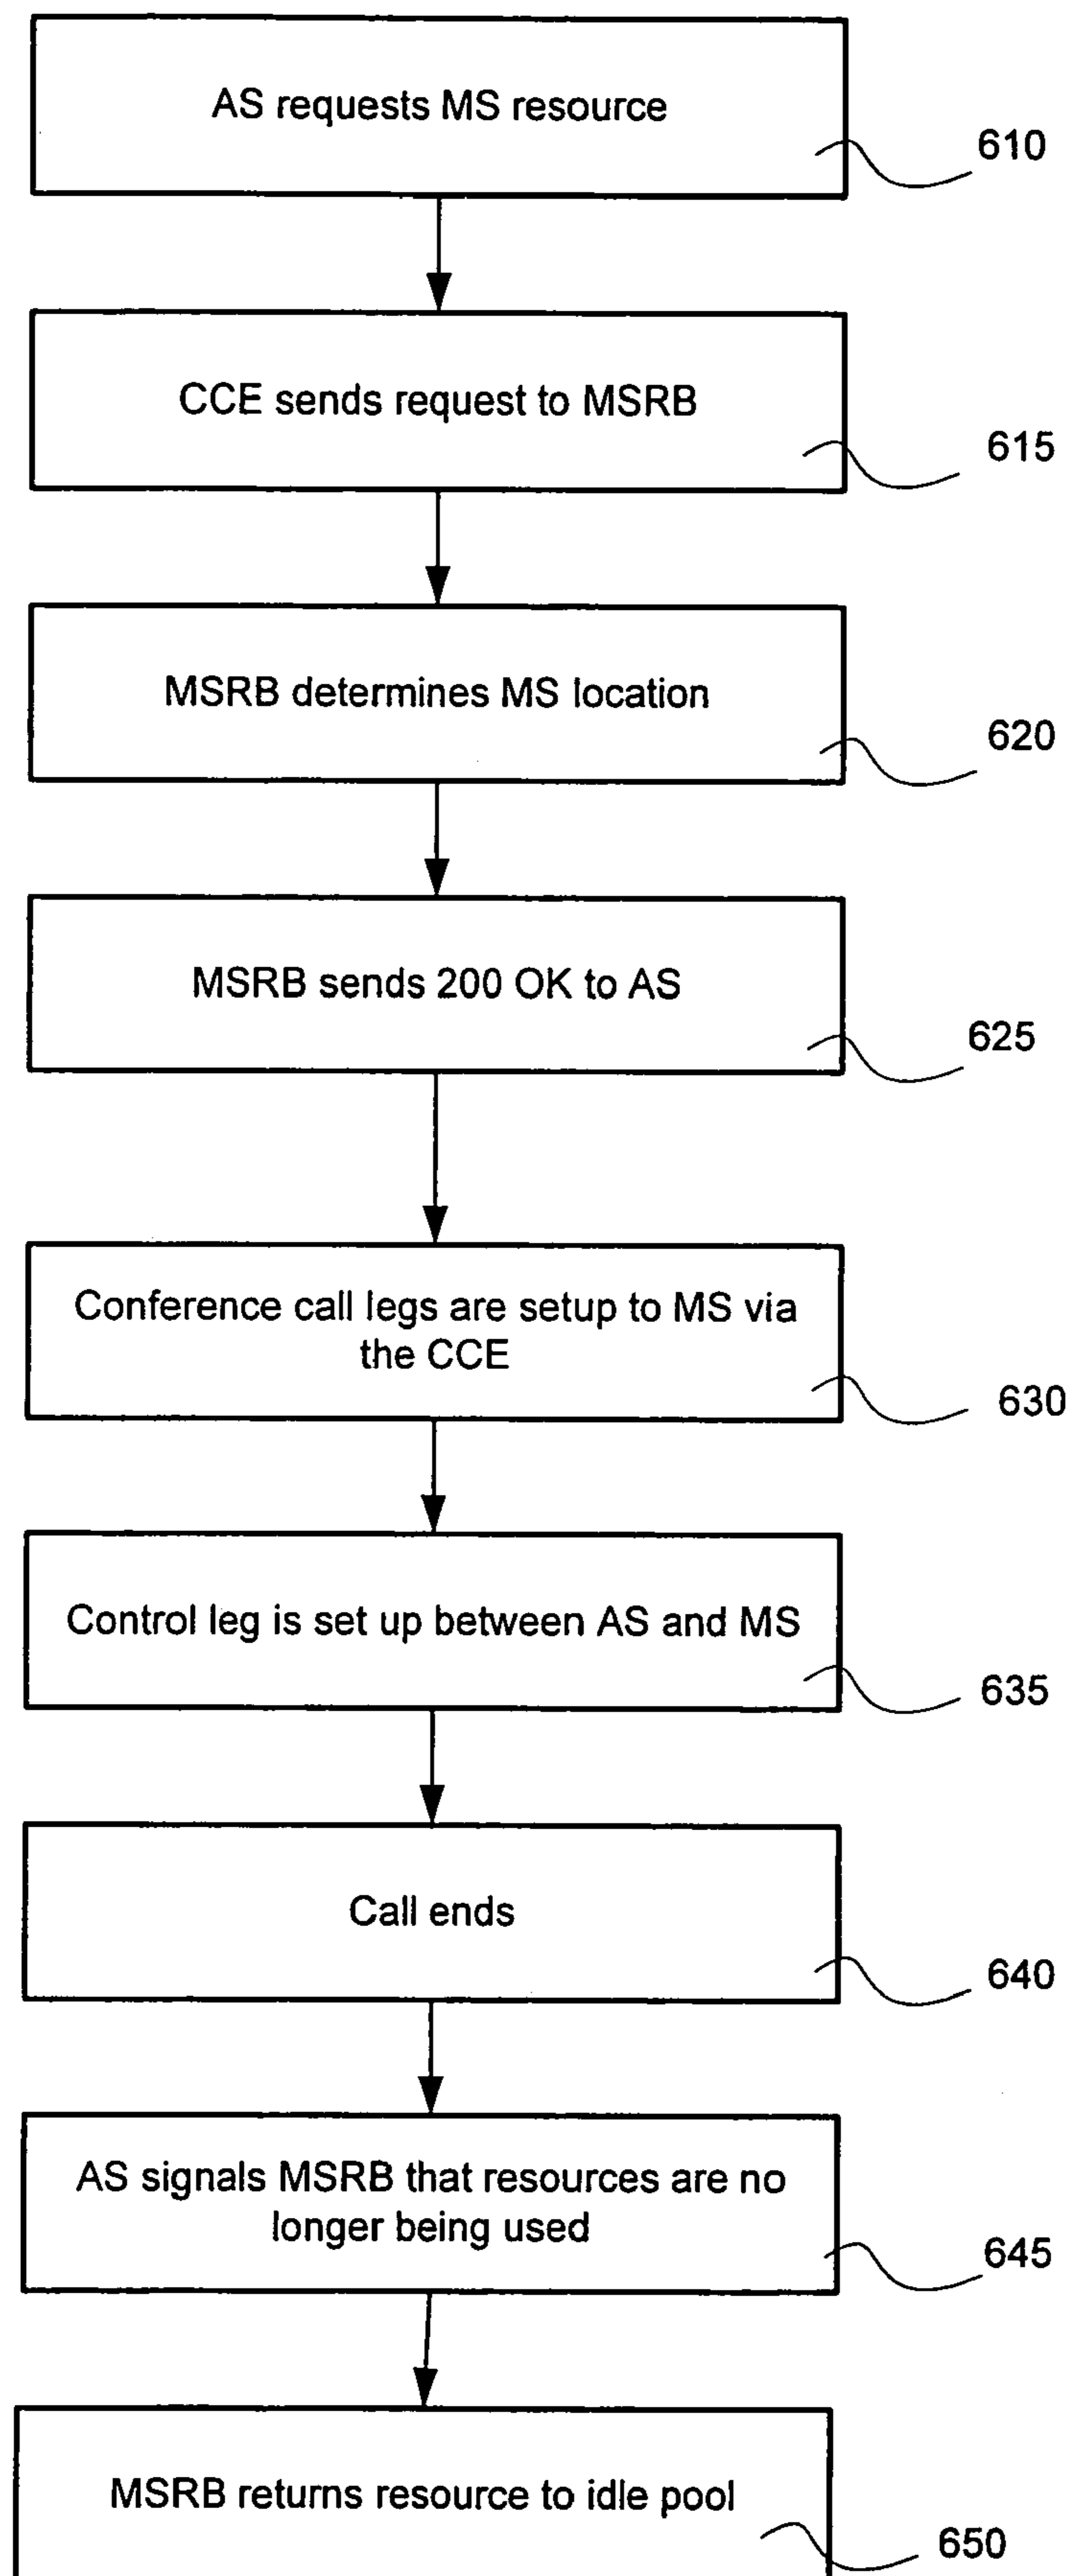 AS requests MS resource
610
CCE sends request to MSRB
615
MSRB determines MS location
620
MSRB sends 200 OK to AS
625
Conference call legs are setup to MS via
the CCE
630
Control leg is set up between AS and MS
635
Call ends
640
AS signals MSRB that resources are no
longer being used
645
MSRB returns resource to idle pool
650